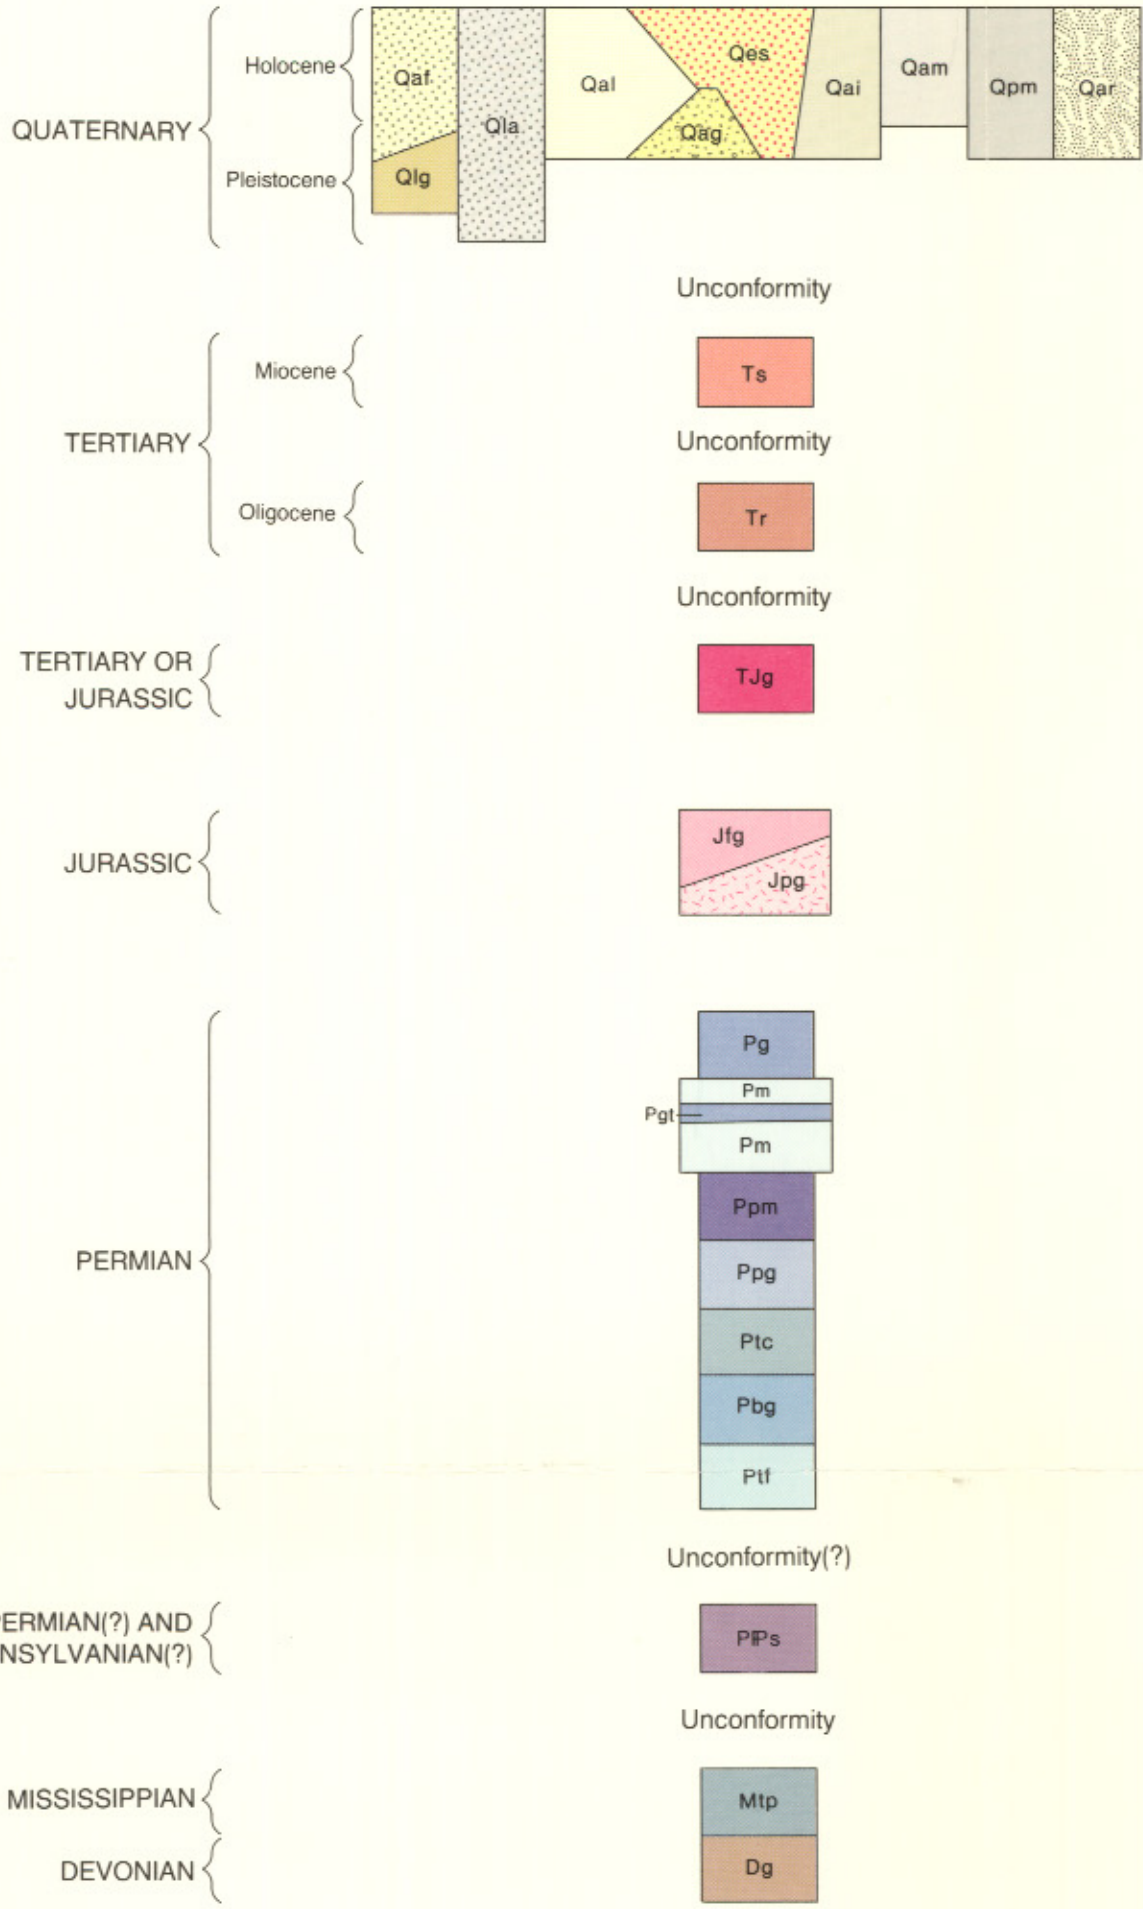 Holocene
QUATERNARY
Pleistocene
Qaf
Qlg
Qla
Qal
Qes
Qag
Qai
Qam
Qpm
Qar
Unconformity
TERTIARY
Miocene
Ts
Unconformity
Oligocene
Tr
Unconformity
TERTIARY OR
JURASSIC
TJg
JURASSIC
Jfg
Jpg
PERMIAN
Pg
Pm
Pgt
Pm
Ppm
Ppg
Ptc
Pbg
Ptf
Unconformity(?)
PERMIAN(?) AND
NSYLVANIAN(?)
PIPs
Unconformity
MISSISSIPPIAN
Mtp
DEVONIAN
Dg